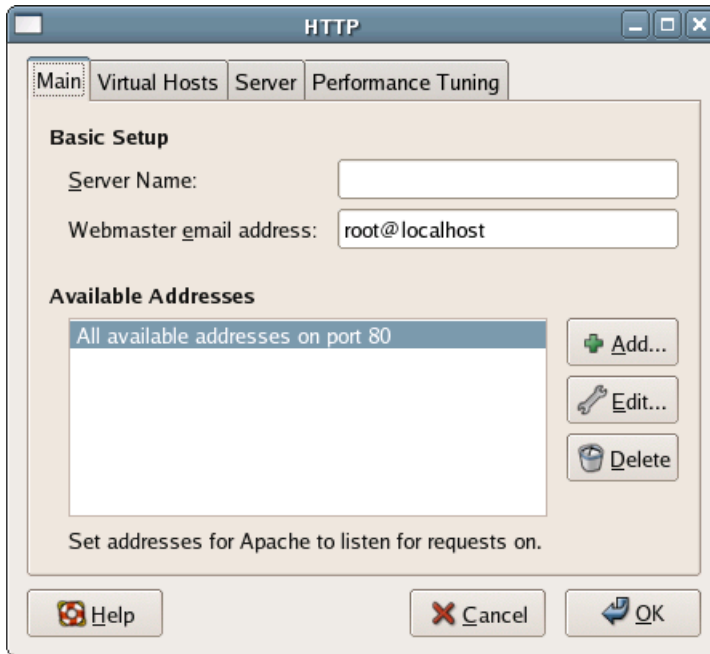 HTTP
Main Virtual Hosts Server Performance Tuning
Basic Setup
Server Name:
Webmaster email address: root@localhost
Available Addresses
All available addresses on port 80
Add...
Edit...
Delete
Set addresses for Apache to listen for requests on.
Help Cancel OK